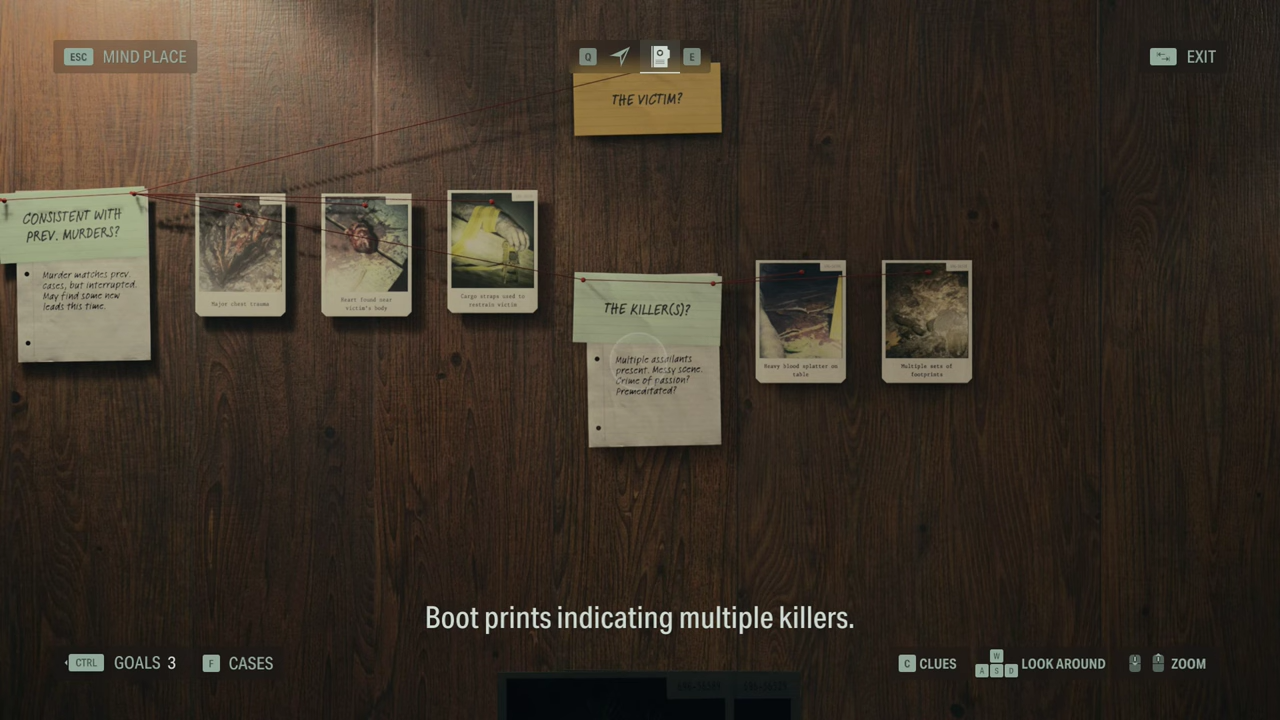 ESC MIND PLACE
Q
E
EXIT
THE VICTIM?
CONSISTENT WITH
PREV. MURDERS?
Murder matches prev.
cases, but interrupted.
May find some new
leads this time.
Major chest trauma
Heart found near
victim's body
Cargo straps used to
restrain victim
THE KILLER(S)?
Multiple assailants
present. Messy scene.
Crime of passion?
Premeditated?
Heavy blood splatter on
table
Multiple sets of
footprints
Boot prints indicating multiple killers.
CTRL GOALS 3
F CASES
C CLUES
W
A S D
LOOK AROUND
ZOOM